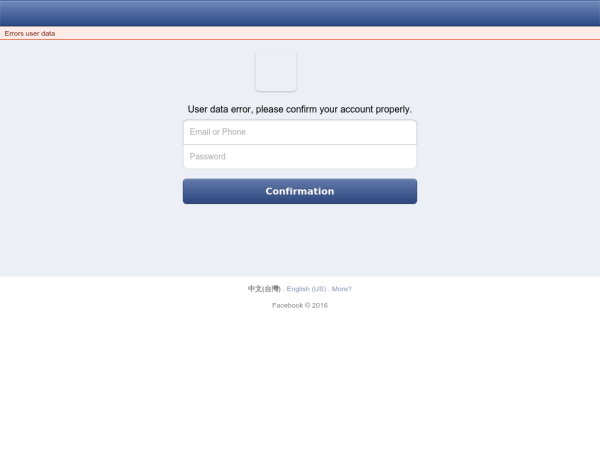 Errors user data
User data error, please confirm your account properly.
Email or Phone
Password
Confirmation
中文(台灣) . English (US) . More?
Facebook © 2016